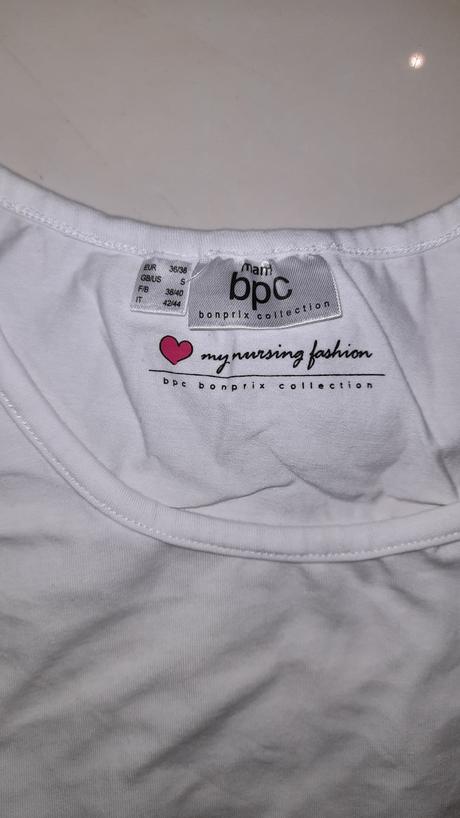 EUR 36/38
GB/US S
F/B 38/40
IT 42/44
mam
bpc
bonprix collection
my nursing fashion
bpc bonprix collection